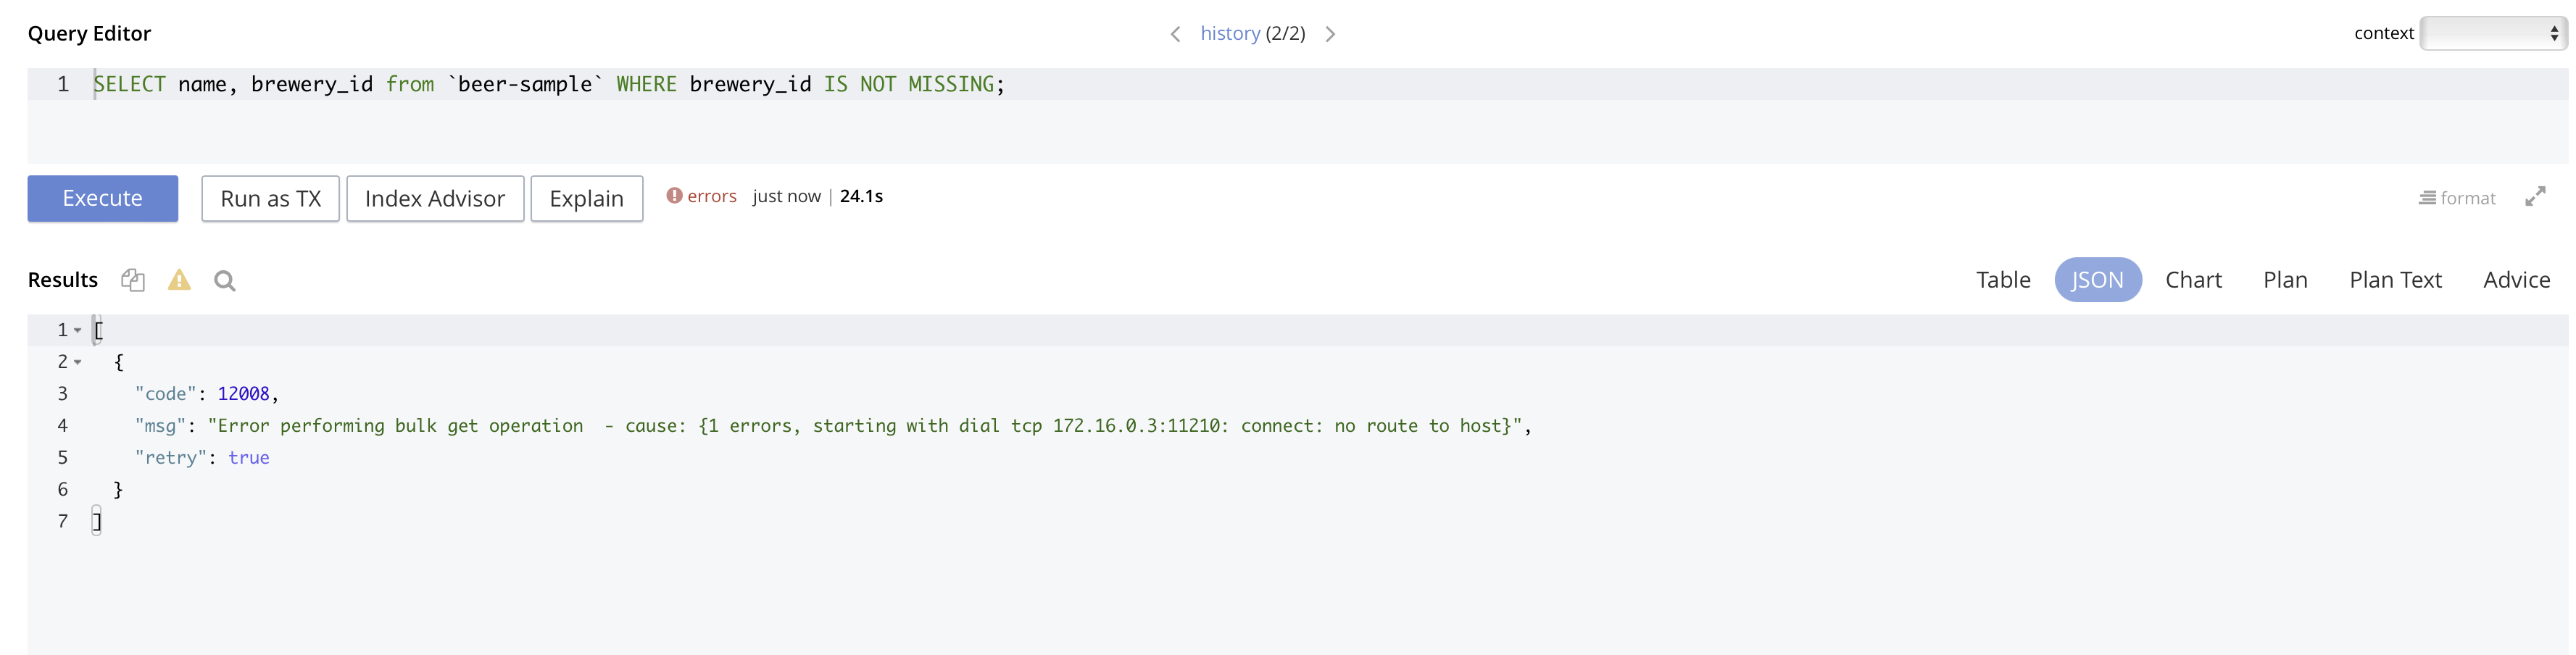 Query Editor
history (2/2)
context
1 SELECT name, brewery_id from `beer-sample` WHERE brewery_id IS NOT MISSING;
Execute Run as TX Index Advisor Explain errors just now | 24.1s format
Results Table JSON Chart Plan Plan Text Advice
1 [
2 {
3 "code": 12008,
4 "msg": "Error performing bulk get operation  - cause: {1 errors, starting with dial tcp 172.16.0.3:11210: connect: no route to host}",
5 "retry": true
6 }
7 ]